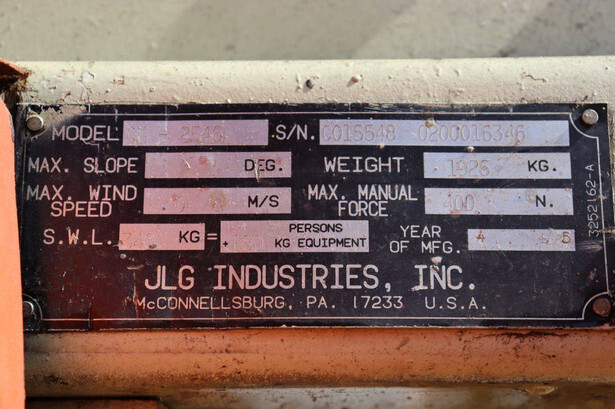 MODEL S/N. C015548 0200016346
MAX. SLOPE DEG. WEIGHT 1926 KG.
MAX. WIND SPEED M/S MAX. MANUAL FORCE 400 N.
S.W.L. KG = PERSONS + KG EQUIPMENT YEAR OF MFG.
JLG INDUSTRIES, INC.
McCONNELLSBURG, PA. 17233 U.S.A.
3252162-A